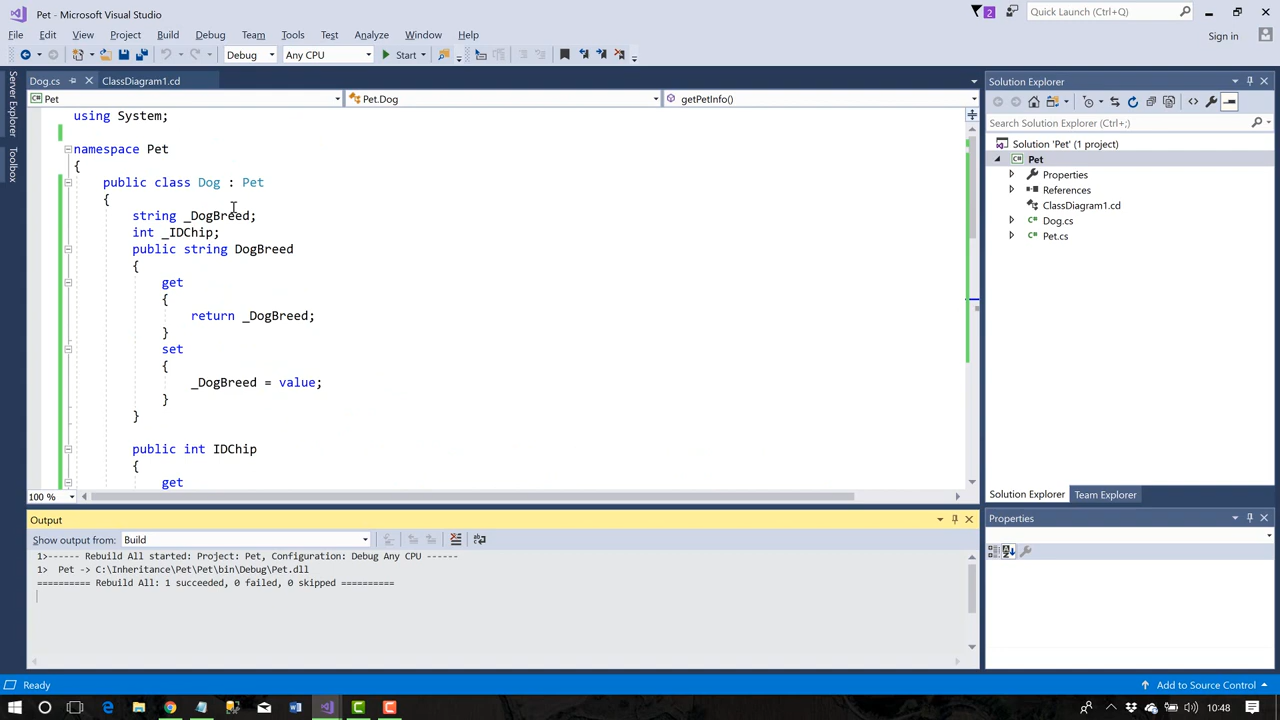 Pet - Microsoft Visual Studio
2
Quick Launch (Ctrl+Q)
File Edit View Project Build Debug Team Tools Test Analyze Window Help
Sign in
Debug Any CPU Start
Server Explorer
Toolbox
Dog.cs ClassDiagram1.cd
Pet Pet.Dog getPetInfo()
using System;
namespace Pet
{
public class Dog : Pet
{
string _DogBreed;
int _IDChip;
public string DogBreed
{
get
{
return _DogBreed;
}
set
{
_DogBreed = value;
}
}
public int IDChip
{
get
100 %
Solution Explorer
Search Solution Explorer (Ctrl+;)
Solution 'Pet' (1 project)
Pet
Properties
References
ClassDiagram1.cd
Dog.cs
Pet.cs
Solution Explorer Team Explorer
Output
Show output from: Build
1>------ Rebuild All started: Project: Pet, Configuration: Debug Any CPU ------
1> Pet -> C:\Inheritance\Pet\Pet\bin\Debug\Pet.dll
========== Rebuild All: 1 succeeded, 0 failed, 0 skipped ==========
Properties
Ready
Add to Source Control
10:48